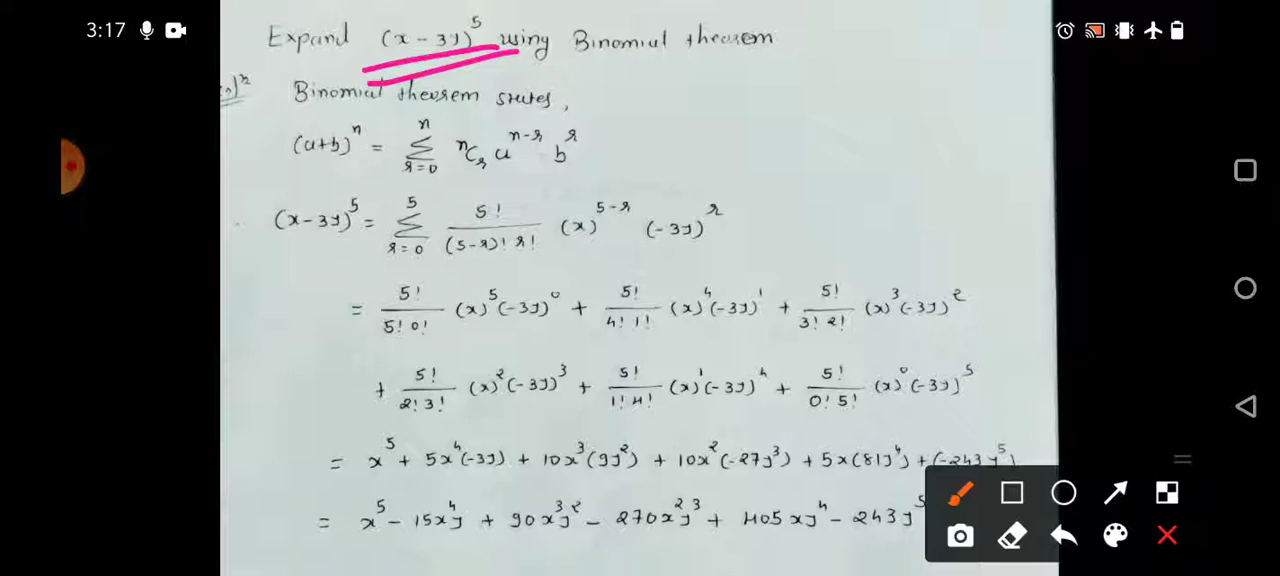 3:17
Expand (x - 3y)^5 using Binomial theorem
Binomial theorem states,
(a+b)^n = Σ_{r=0}^{n} ^nC_r a^{n-r} b^r
(x-3y)^5 = Σ_{r=0}^{5} 5!/((5-r)! r!) (x)^{5-r} (-3y)^r
= 5!/(5! 0!) (x)^5 (-3y)^0 + 5!/(4! 1!) (x)^4 (-3y)^1 + 5!/(3! 2!) (x)^3 (-3y)^2
+ 5!/(2! 3!) (x)^2 (-3y)^3 + 5!/(1! 4!) (x)^1 (-3y)^4 + 5!/(0! 5!) (x)^0 (-3y)^5
= x^5 + 5x^4(-3y) + 10x^3(9y^2) + 10x^2(-27y^3) + 5x(81y^4) + (-243y^5)
= x^5 - 15x^4y + 90x^3y^2 - 270x^2y^3 + 405xy^4 - 243y^5